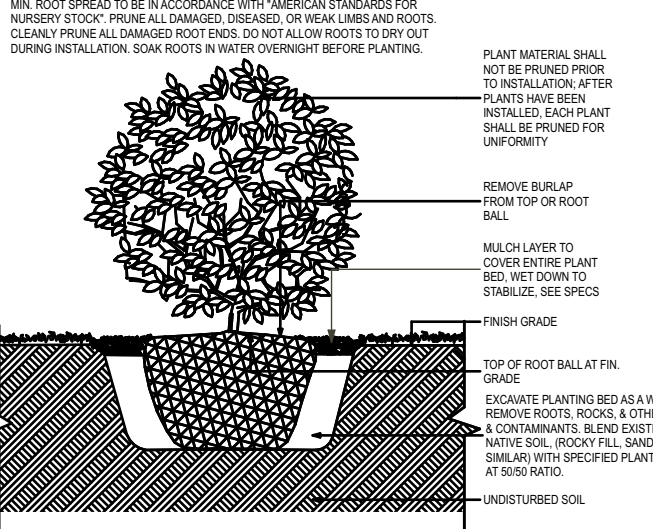 MIN. ROOT SPREAD TO BE IN ACCORDANCE WITH "AMERICAN STANDARDS FOR
NURSERY STOCK". PRUNE ALL DAMAGED, DISEASED, OR WEAK LIMBS AND ROOTS.
CLEANLY PRUNE ALL DAMAGED ROOT ENDS. DO NOT ALLOW ROOTS TO DRY OUT
DURING INSTALLATION. SOAK ROOTS IN WATER OVERNIGHT BEFORE PLANTING.
PLANT MATERIAL SHALL
NOT BE PRUNED PRIOR
TO INSTALLATION; AFTER
PLANTS HAVE BEEN
INSTALLED, EACH PLANT
SHALL BE PRUNED FOR
UNIFORMITY
REMOVE BURLAP
FROM TOP OR ROOT
BALL
MULCH LAYER TO
COVER ENTIRE PLANT
BED, WET DOWN TO
STABILIZE, SEE SPECS
FINISH GRADE
TOP OF ROOT BALL AT FIN.
GRADE
EXCAVATE PLANTING BED AS A
REMOVE ROOTS, ROCKS, &
& CONTAMINANTS. BLEND
NATIVE SOIL, (ROCKY FILL,
SIMILAR) WITH SPECIFIED
AT 50/50 RATIO.
UNDISTURBED SOIL